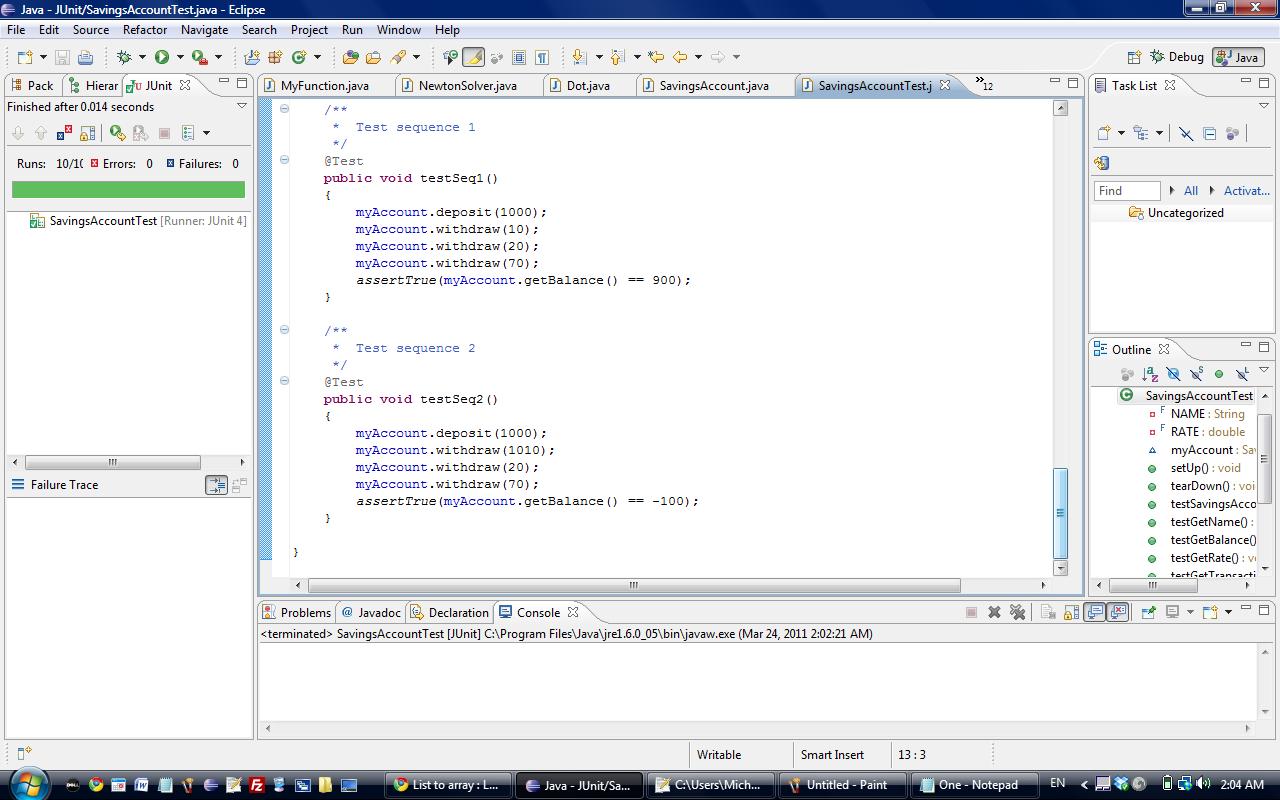 Java - JUnit/SavingsAccountTest.java - Eclipse
File Edit Source Refactor Navigate Search Project Run Window Help
Debug Java
Pack Hierar JUnit
Finished after 0.014 seconds
Runs: 10/10 Errors: 0 Failures: 0
SavingsAccountTest [Runner: JUnit 4]
Failure Trace
MyFunction.java NewtonSolver.java Dot.java SavingsAccount.java SavingsAccountTest.j »12
/**
* Test sequence 1
*/
@Test
public void testSeq1()
{
myAccount.deposit(1000);
myAccount.withdraw(10);
myAccount.withdraw(20);
myAccount.withdraw(70);
assertTrue(myAccount.getBalance() == 900);
}
/**
* Test sequence 2
*/
@Test
public void testSeq2()
{
myAccount.deposit(1000);
myAccount.withdraw(1010);
myAccount.withdraw(20);
myAccount.withdraw(70);
assertTrue(myAccount.getBalance() == -100);
}
}
Task List
Find All Activat...
Uncategorized
Outline
SavingsAccountTest
NAME : String
RATE : double
myAccount : Sav
setUp() : void
tearDown() : voi
testSavingsAcco
testGetName() :
testGetBalance()
testGetRate() : v
testGetTransacti
Problems Javadoc Declaration Console
<terminated> SavingsAccountTest [JUnit] C:\Program Files\Java\jre1.6.0_05\bin\javaw.exe (Mar 24, 2011 2:02:21 AM)
Writable Smart Insert 13 : 3
List to array : L... Java - JUnit/Sa... C:\Users\Mich... Untitled - Paint One - Notepad EN 2:04 AM